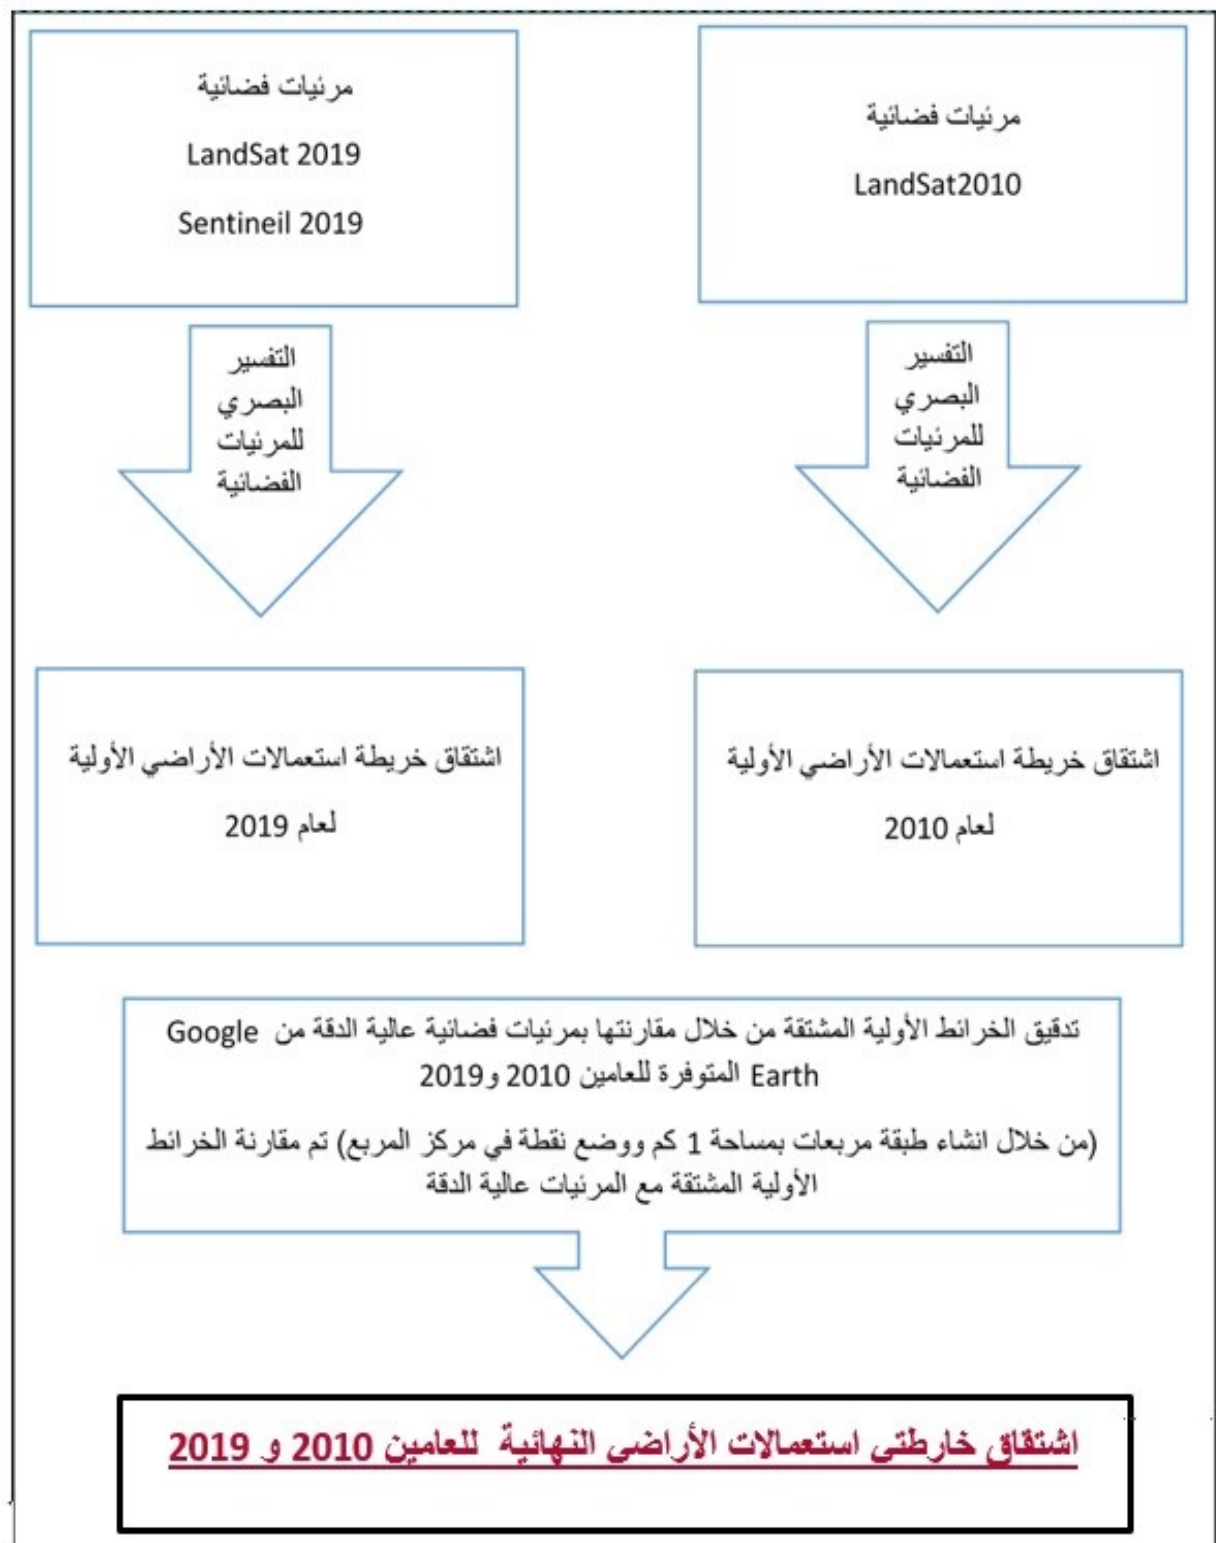 مرئيات فضائية
LandSat2010
مرئيات فضائية
LandSat 2019
Sentineil 2019
التفسير
البصري
للمرئيات
الفضائية
التفسير
البصري
للمرئيات
الفضائية
اشتقاق خريطة استعمالات الأراضي الأولية
لعام 2010
اشتقاق خريطة استعمالات الأراضي الأولية
لعام 2019
تدقيق الخرائط الأولية المشتقة من خلال مقارنتها بمرئيات فضائية عالية الدقة من Google
Earth المتوفرة للعامين 2010 و2019
(من خلال انشاء طبقة مربعات بمساحة 1 كم ووضع نقطة في مركز المربع) تم مقارنة الخرائط
الأولية المشتقة مع المرئيات عالية الدقة
اشتقاق خارطتى استعمالات الأراضى النهائية للعامين 2010 و 2019